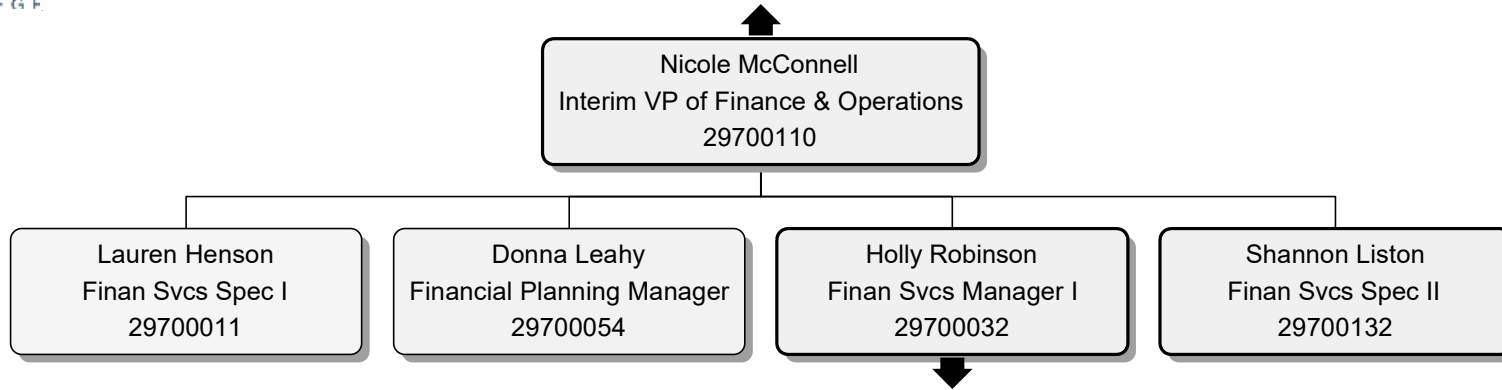 Nicole McConnell
Interim VP of Finance & Operations
29700110
Lauren Henson
Finan Svcs Spec I
29700011
Donna Leahy
Financial Planning Manager
29700054
Holly Robinson
Finan Svcs Manager I
29700032
Shannon Liston
Finan Svcs Spec II
29700132